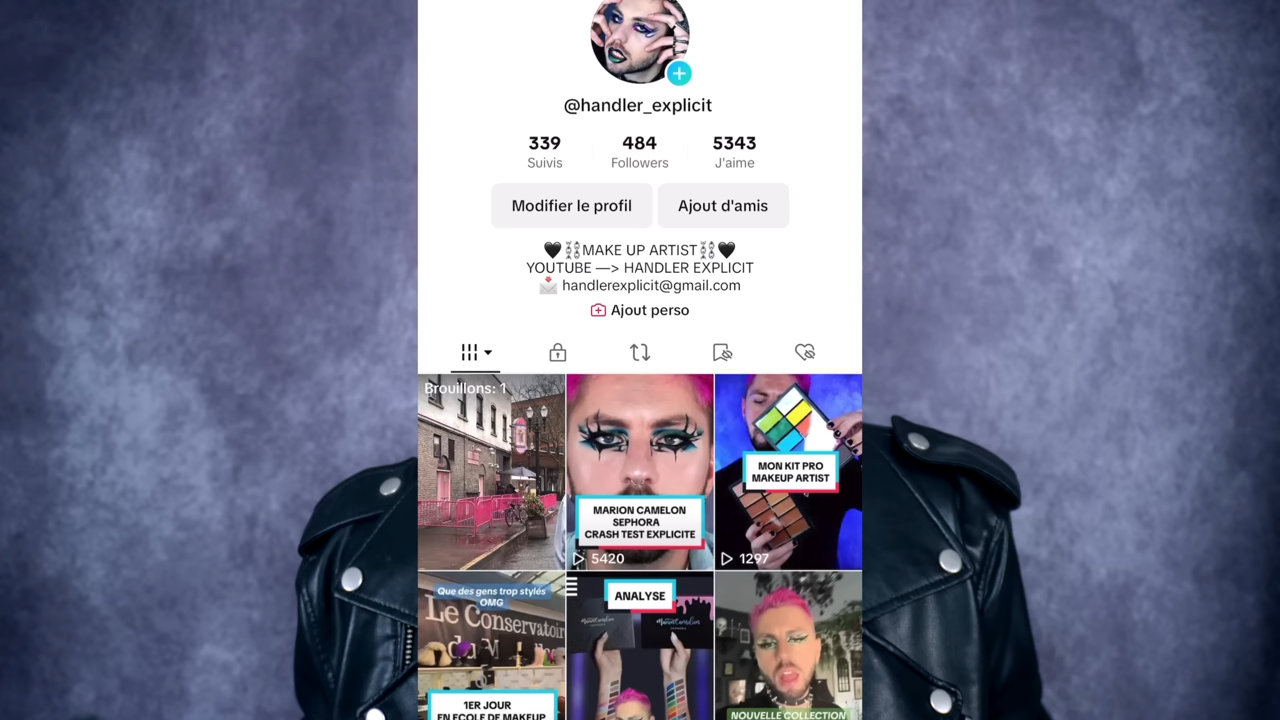 @handler_explicit
339
484
5343
Suivis
Followers
J'aime
Modifier le profil
Ajout d'amis
MAKE UP ARTIST
YOUTUBE —> HANDLER EXPLICIT
handlerexplicit@gmail.com
Ajout perso
Brouillons: 1
MARION CAMELON
SEPHORA
CRASH TEST EXPLICITE
5420
MON KIT PRO
MAKEUP ARTIST
1297
Que des gens trop stylés
OMG
Le Conservatoir
du M
1ER JOUR
EN ECOLE DE MAKEUP
ANALYSE
NOUVELLE COLLECTION